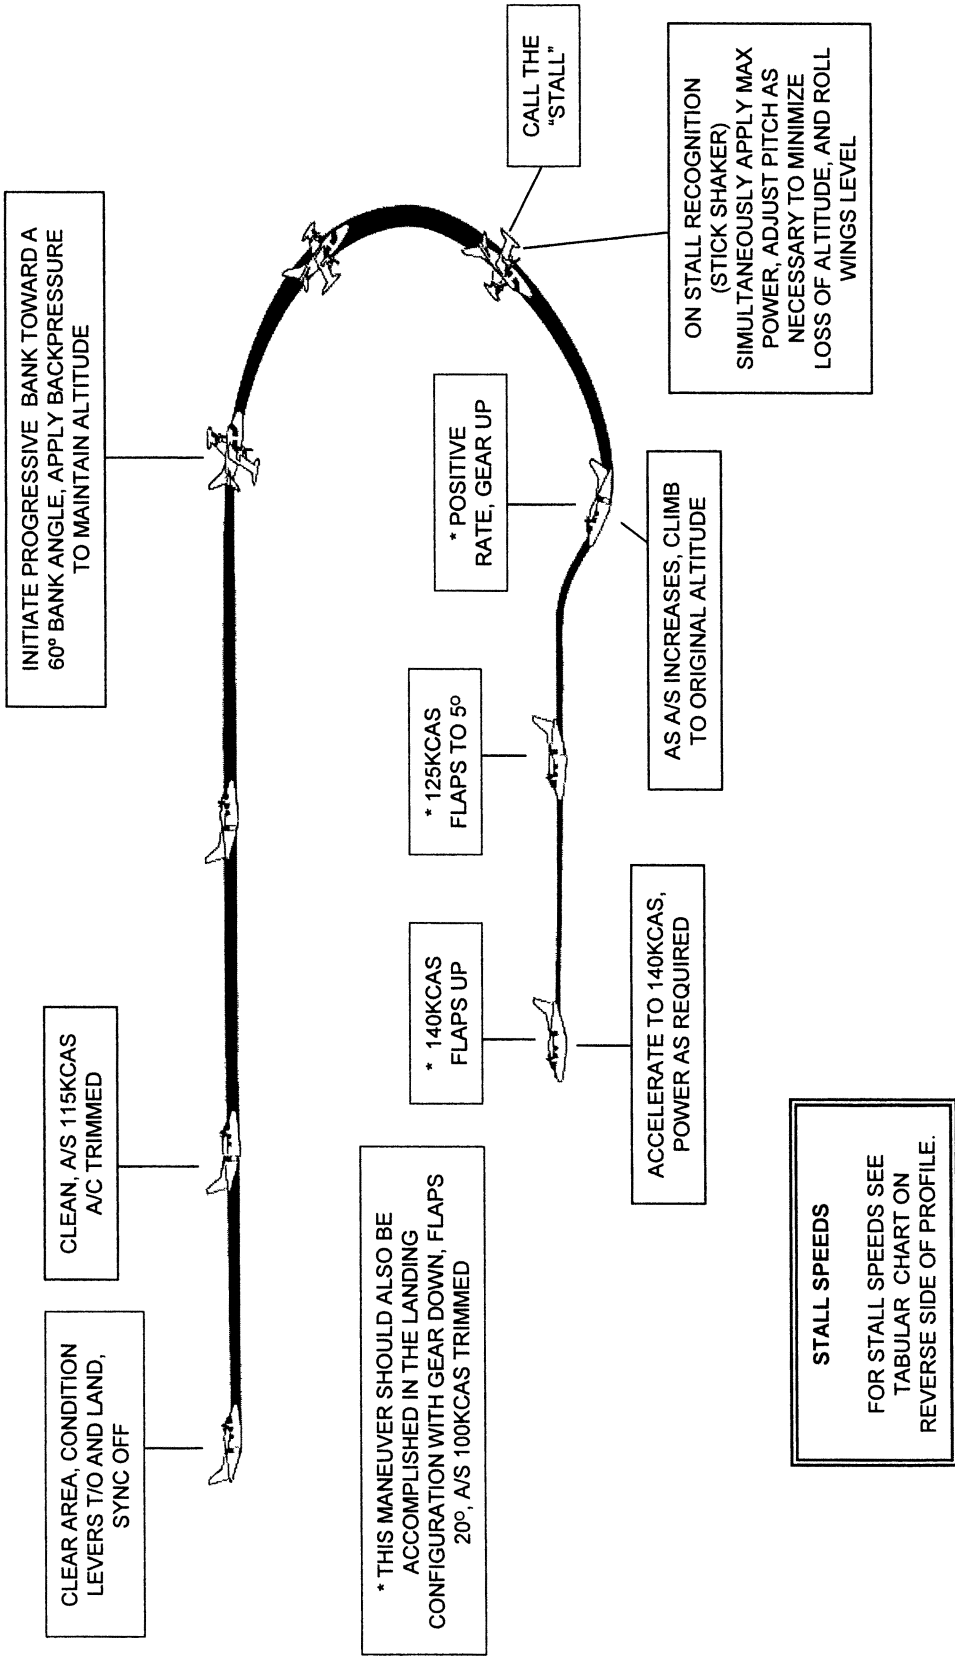 CLEAR AREA, CONDITION
LEVERS T/O AND LAND,
SYNC OFF
CLEAN, A/S 115KCAS
A/C TRIMMED
INITIATE PROGRESSIVE BANK TOWARD A
60º BANK ANGLE, APPLY BACKPRESSURE
TO MAINTAIN ALTITUDE
CALL THE
“STALL”
ON STALL RECOGNITION
(STICK SHAKER)
SIMULTANEOUSLY APPLY MAX
POWER, ADJUST PITCH AS
NECESSARY TO MINIMIZE
LOSS OF ALTITUDE, AND ROLL
WINGS LEVEL
* POSITIVE
RATE, GEAR UP
AS A/S INCREASES, CLIMB
TO ORIGINAL ALTITUDE
* 125KCAS
FLAPS TO 5º
* 140KCAS
FLAPS UP
ACCELERATE TO 140KCAS,
POWER AS REQUIRED
* THIS MANEUVER SHOULD ALSO BE
ACCOMPLISHED IN THE LANDING
CONFIGURATION WITH GEAR DOWN, FLAPS
20º, A/S 100KCAS TRIMMED
STALL SPEEDS
FOR STALL SPEEDS SEE
TABULAR CHART ON
REVERSE SIDE OF PROFILE.